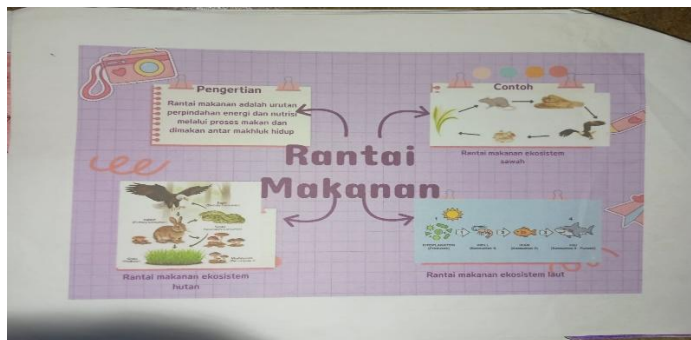 Pengertian
Rantai makanan adalah urutan
perpindahan energi dan nutrisi
melalui proses makan dan
dimakan antar makhluk hidup
Contoh
Rantai makanan ekosistem
sawah
Rantai
Makanan
Rantai makanan ekosistem
hutan
Rantai makanan ekosistem laut